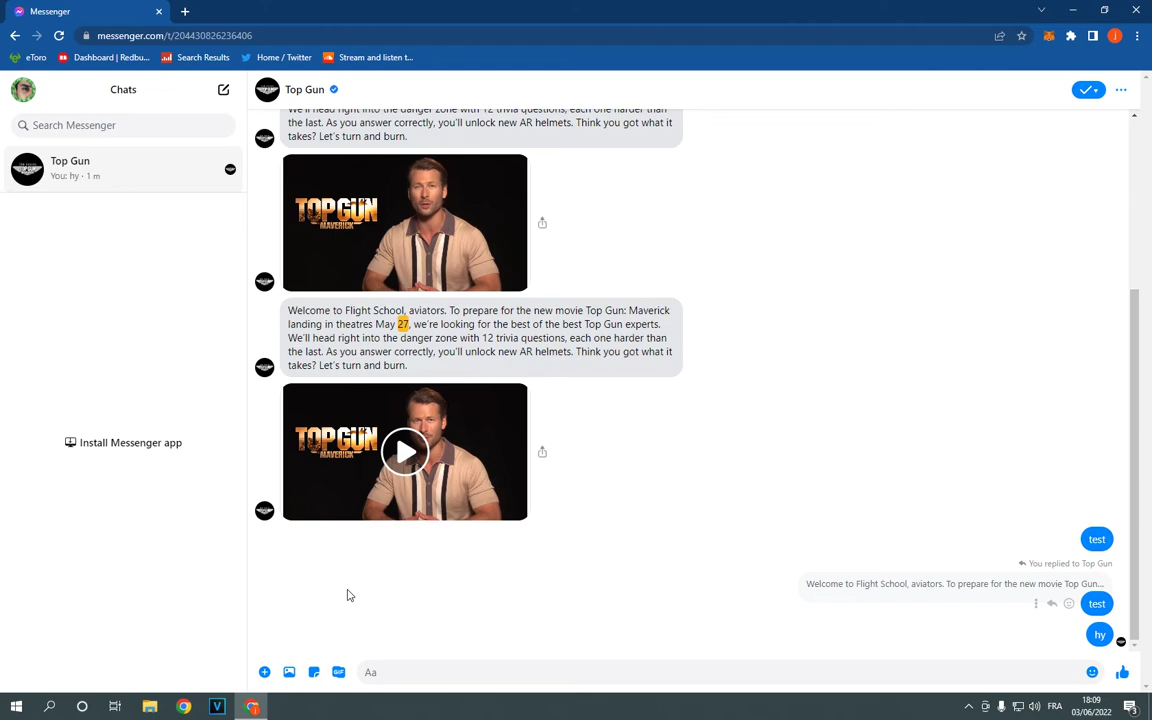 Messenger
messenger.com/t/204430826236406
eToro
Dashboard | Redbu...
Search Results
Home / Twitter
Stream and listen t...
Chats
Search Messenger
Top Gun
You: hy · 1 m
Install Messenger app
Top Gun
We'll head right into the danger zone with 12 trivia questions, each one harder than
the last. As you answer correctly, you'll unlock new AR helmets. Think you got what it
takes? Let's turn and burn.
TOPGUN
MAVERICK
Welcome to Flight School, aviators. To prepare for the new movie Top Gun: Maverick
landing in theatres May 27, we're looking for the best of the best Top Gun experts.
We'll head right into the danger zone with 12 trivia questions, each one harder than
the last. As you answer correctly, you'll unlock new AR helmets. Think you got what it
takes? Let's turn and burn.
TOPGUN
MAVERICK
test
You replied to Top Gun
Welcome to Flight School, aviators. To prepare for the new movie Top Gun...
test
hy
GIF
Aa
FRA
18:09
03/06/2022
3